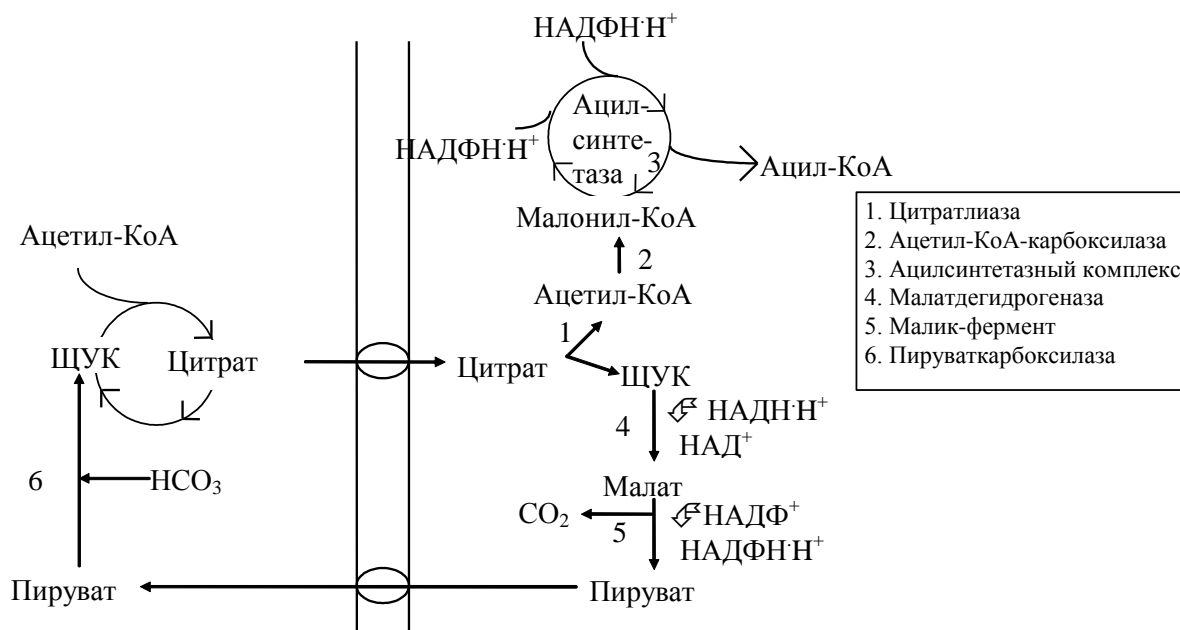 НАДФН·Н⁺
Ацил-
синте-
таза
3
НАДФН·Н⁺
Ацил-КоА
Малонил-КоА
2
Ацетил-КоА
Ацетил-КоА
1
ЩУК
Цитрат
Цитрат
ЩУК
4
НАДН·Н⁺
НАД⁺
6
НСО₃
Малат
СО₂
5
НАДФ⁺
НАДФН·Н⁺
Пируват
Пируват
1. Цитратлиаза
2. Ацетил-КоА-карбоксилаза
3. Ацилсинтетазный комплекс
4. Малатдегидрогеназа
5. Малик-фермент
6. Пируваткарбоксилаза